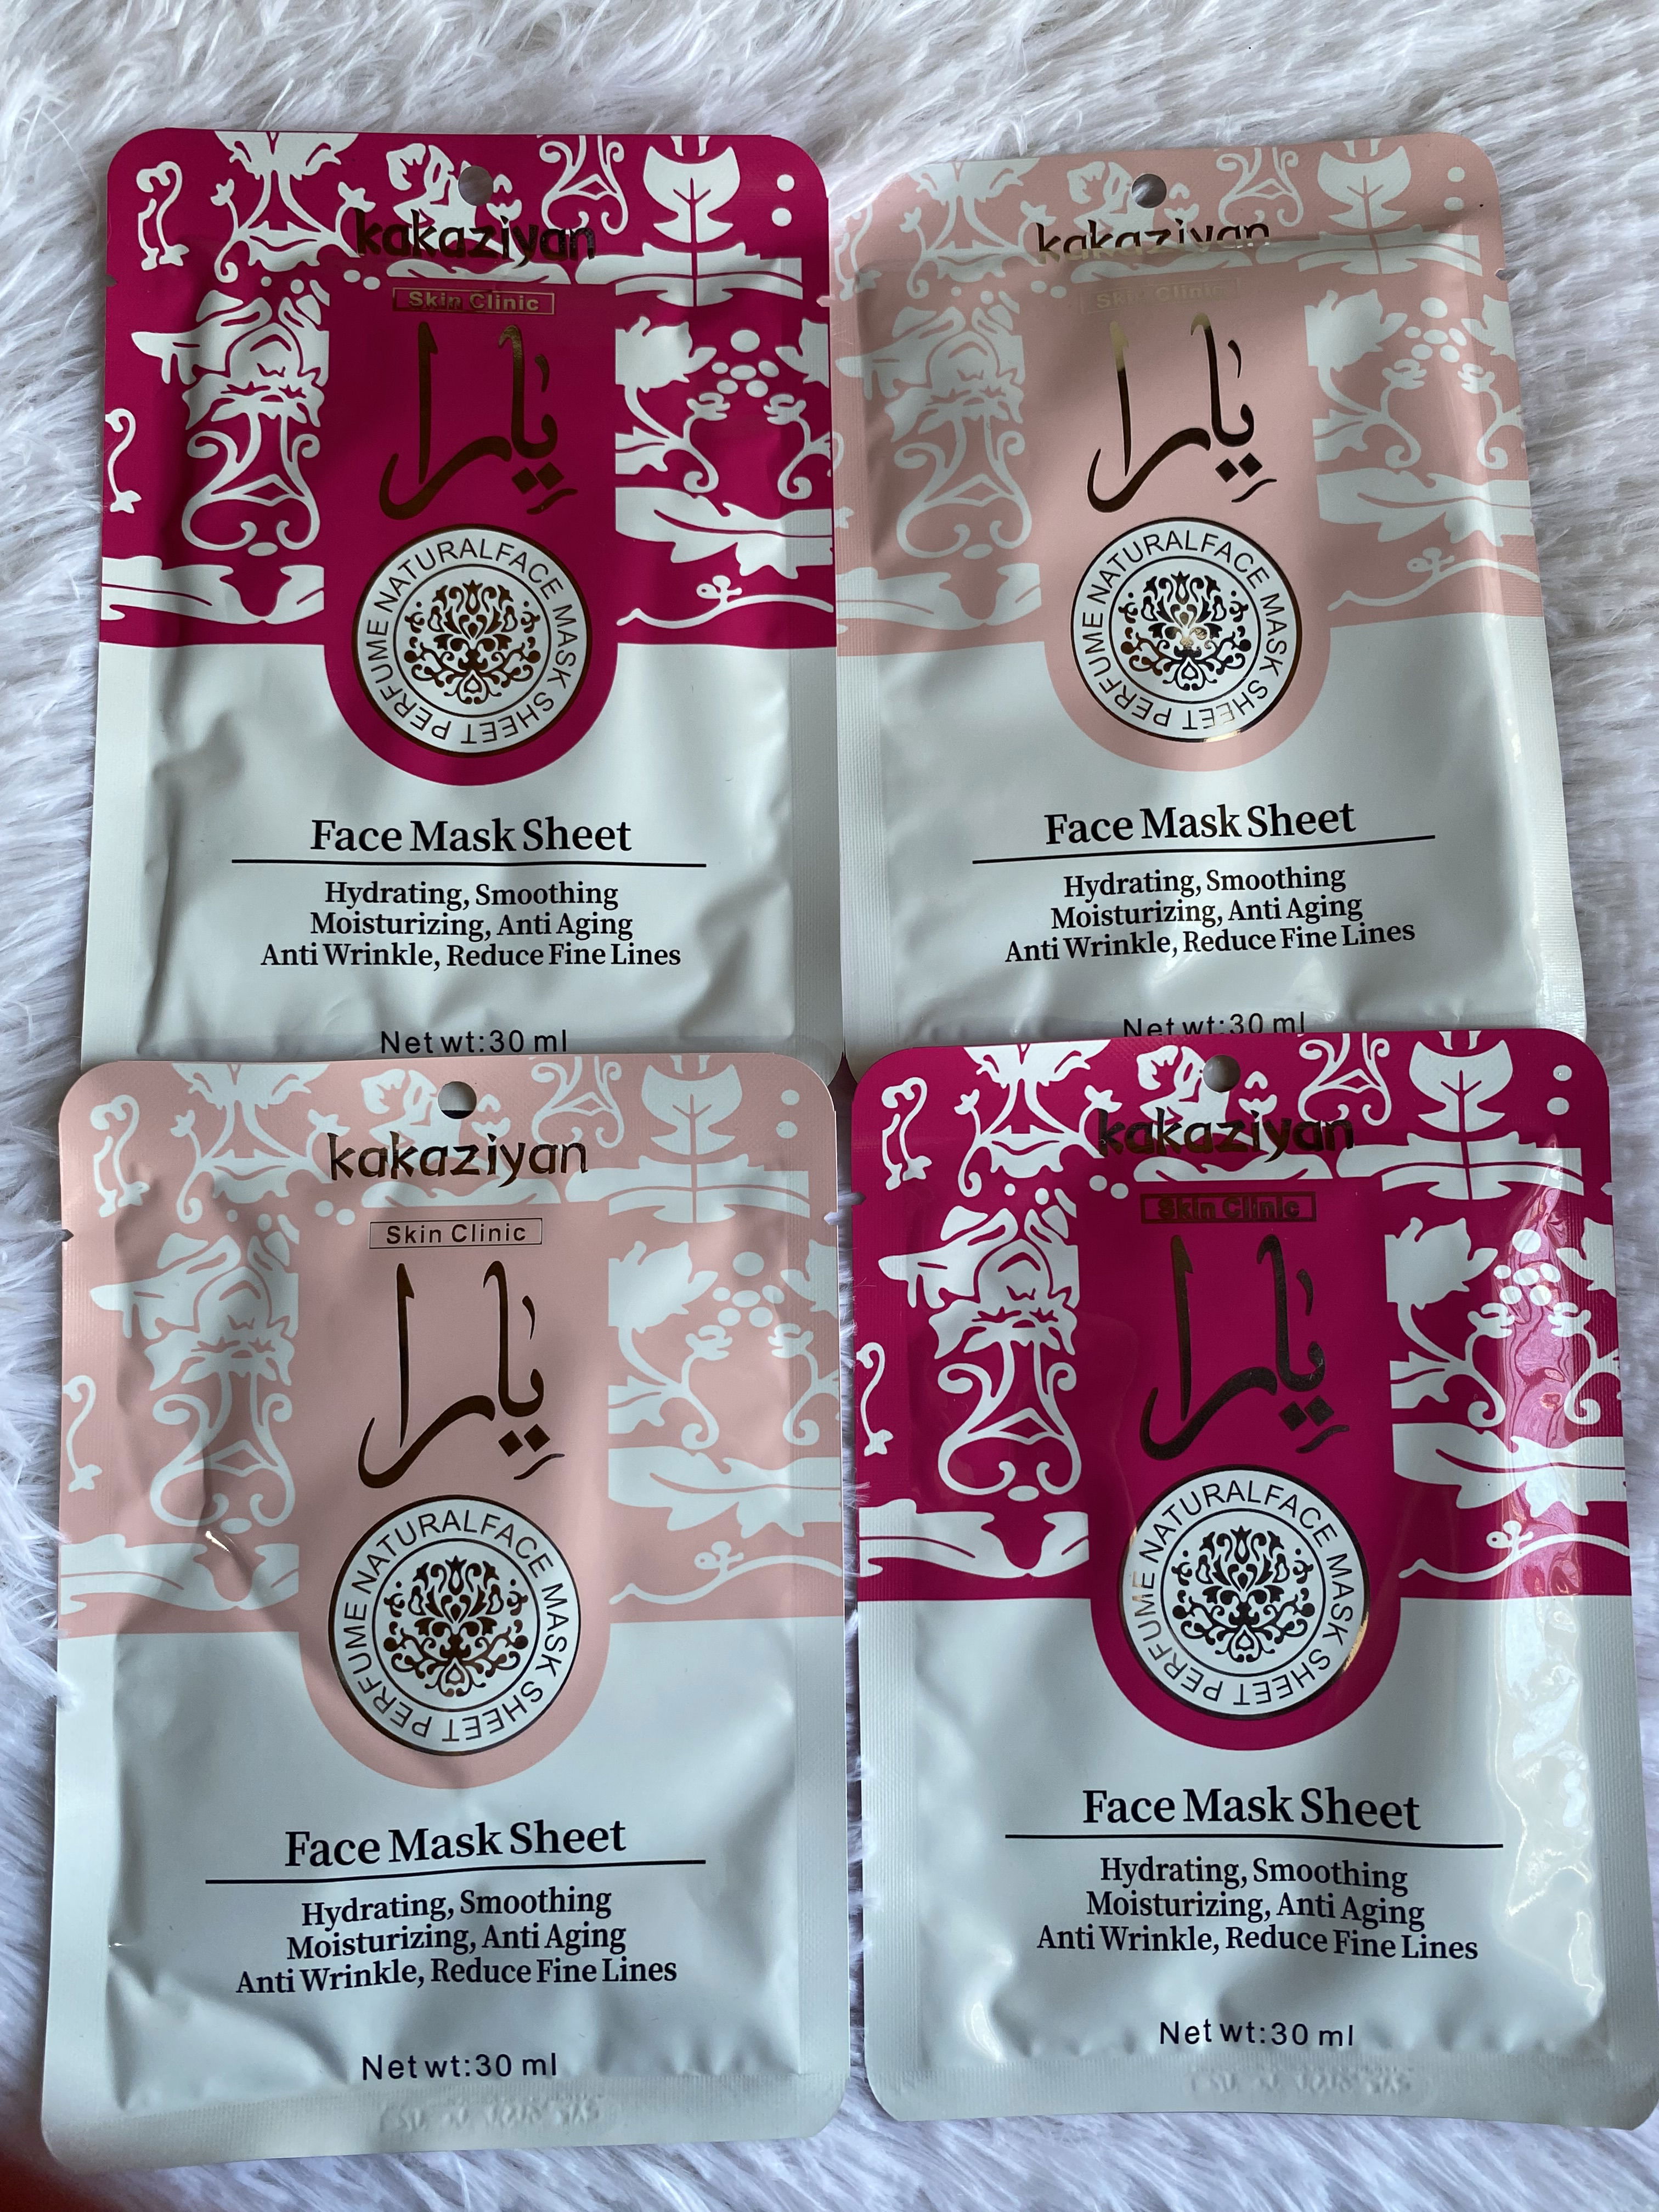 kakaziyan
Skin Clinic
يارا
PERFUME NATURALFACE MASK SHEET
Face Mask Sheet
Hydrating, Smoothing
Moisturizing, Anti Aging
Anti Wrinkle, Reduce Fine Lines
Net wt:30 ml
kakaziyan
Skin Clinic
يارا
PERFUME NATURALFACE MASK SHEET
Face Mask Sheet
Hydrating, Smoothing
Moisturizing, Anti Aging
Anti Wrinkle, Reduce Fine Lines
Net wt:30 ml
kakaziyan
Skin Clinic
يارا
PERFUME NATURALFACE MASK SHEET
Face Mask Sheet
Hydrating, Smoothing
Moisturizing, Anti Aging
Anti Wrinkle, Reduce Fine Lines
Net wt:30 ml
kakaziyan
Skin Clinic
يارا
PERFUME NATURALFACE MASK SHEET
Face Mask Sheet
Hydrating, Smoothing
Moisturizing, Anti Aging
Anti Wrinkle, Reduce Fine Lines
Net wt:30 ml